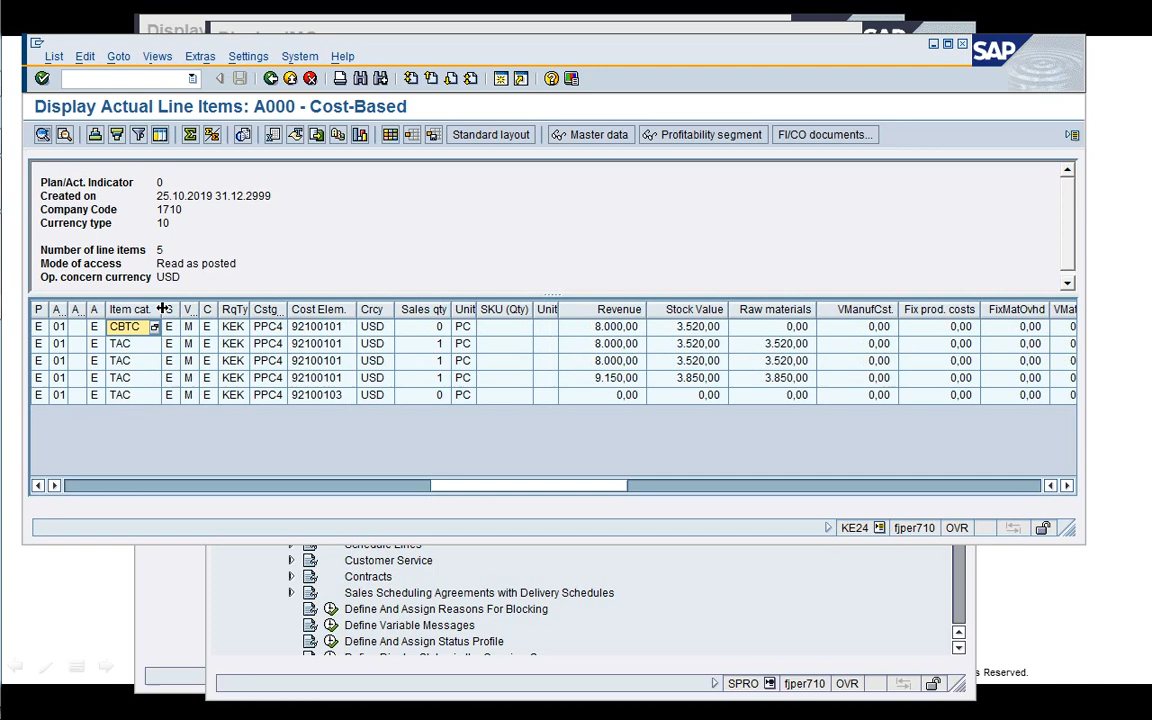 Display
SAP
List Edit Goto Views Extras Settings System Help
SAP
Display Actual Line Items: A000 - Cost-Based
Standard layout Master data Profitability segment FI/CO documents...
Plan/Act. Indicator 0
Created on 25.10.2019 31.12.2999
Company Code 1710
Currency type 10
Number of line items 5
Mode of access Read as posted
Op. concern currency USD
P A.. A.. A Item cat. S V.. C RqTy Cstg.. Cost Elem. Crcy Sales qty Unit SKU (Qty) Unit Revenue Stock Value Raw materials VManufCst. Fix prod. costs FixMatOvhd VMat
E 01 E CBTC E M E KEK PPC4 92100101 USD 0 PC 8.000,00 3.520,00 0,00 0,00 0,00 0,00 0
E 01 E TAC E M E KEK PPC4 92100101 USD 1 PC 8.000,00 3.520,00 3.520,00 0,00 0,00 0,00 0
E 01 E TAC E M E KEK PPC4 92100101 USD 1 PC 8.000,00 3.520,00 3.520,00 0,00 0,00 0,00 0
E 01 E TAC E M E KEK PPC4 92100101 USD 1 PC 9.150,00 3.850,00 3.850,00 0,00 0,00 0,00 0
E 01 E TAC E M E KEK PPC4 92100103 USD 0 PC 0,00 0,00 0,00 0,00 0,00 0,00 0
KE24 fjper710 OVR
Schedule Lines
Customer Service
Contracts
Sales Scheduling Agreements with Delivery Schedules
Define And Assign Reasons For Blocking
Define Variable Messages
Define And Assign Status Profile
s Reserved.
SPRO fjper710 OVR